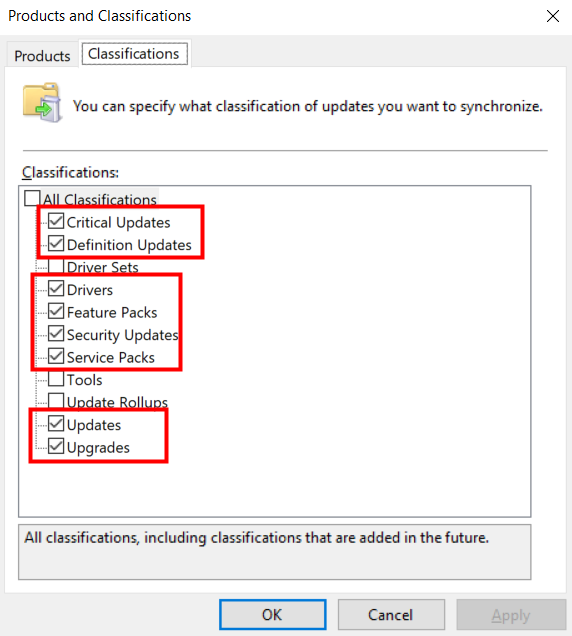 Products and Classifications
Products
Classifications
You can specify what classification of updates you want to synchronize.
Classifications:
All Classifications
Critical Updates
Definition Updates
Driver Sets
Drivers
Feature Packs
Security Updates
Service Packs
Tools
Update Rollups
Updates
Upgrades
All classifications, including classifications that are added in the future.
OK
Cancel
Apply